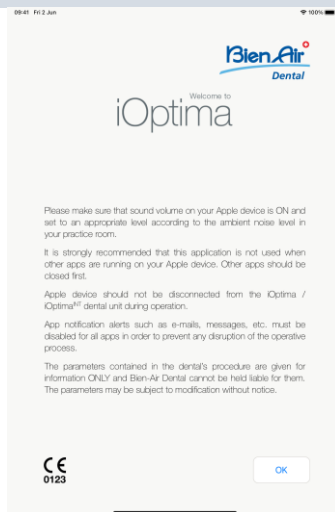 09:41 Fri 2 Jun
100%
Bien Air
Dental
Welcome to
iOptima
Please make sure that sound volume on your Apple device is ON and
set to an appropriate level according to the ambient noise level in
your practice room.
It is strongly recommended that this application is not used when
other apps are running on your Apple device. Other apps should be
closed first.
Apple device should not be disconnected from the iOptima /
iOptimaINT dental unit during operation.
App notification alerts such as e-mails, messages, etc. must be
disabled for all apps in order to prevent any disruption of the operative
process.
The parameters contained in the dental's procedure are given for
information ONLY and Bien-Air Dental cannot be held liable for them.
The parameters may be subject to modification without notice.
CE
0123
OK